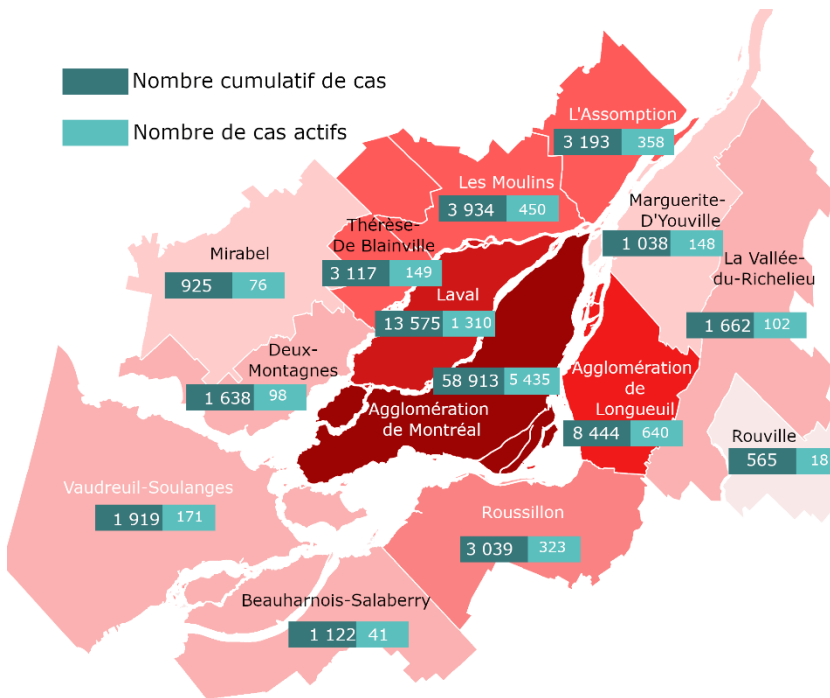 Nombre cumulatif de cas
Nombre de cas actifs
L'Assomption
3 193 358
Les Moulins
3 934 450
Marguerite-
D'Youville
1 038 148
Thérèse-
De Blainville
3 117 149
Mirabel
925 76
La Vallée-
du-Richelieu
1 662 102
Laval
13 575 1 310
Deux-
Montagnes
1 638 98
58 913 5 435
Agglomération
de Montréal
Agglomération
de
Longueuil
8 444 640
Rouville
565 18
Vaudreuil-Soulanges
1 919 171
Roussillon
3 039 323
Beauharnois-Salaberry
1 122 41